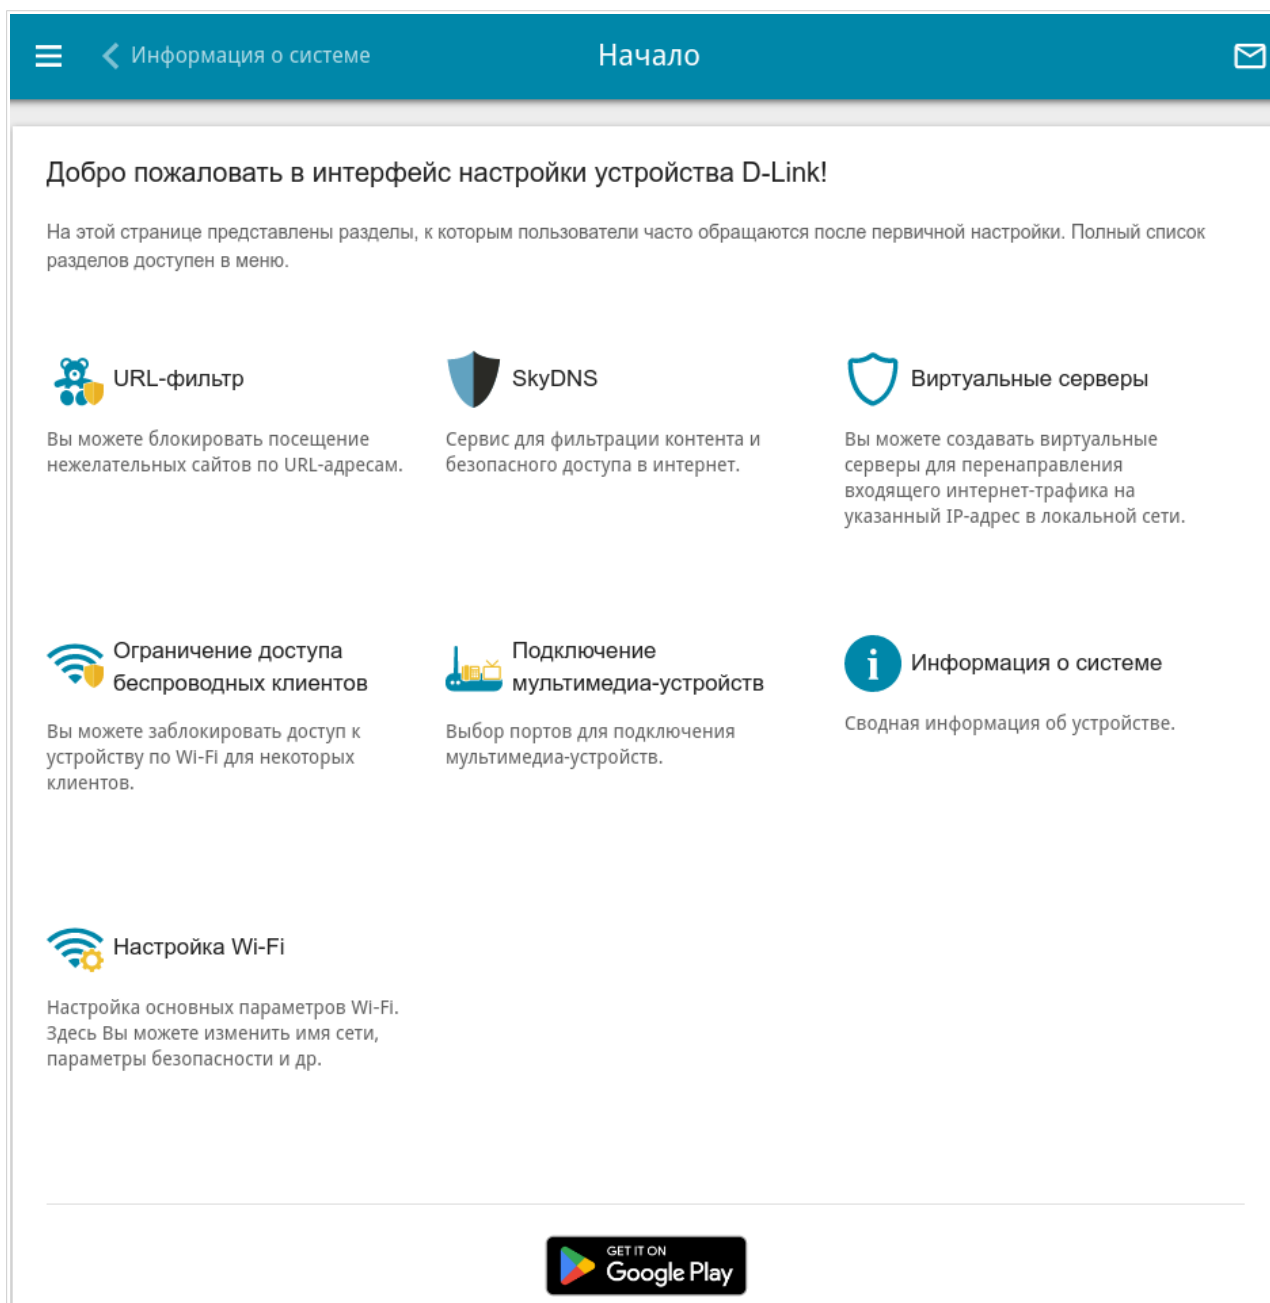 Информация о системе
Начало
Добро пожаловать в интерфейс настройки устройства D-Link!
На этой странице представлены разделы, к которым пользователи часто обращаются после первичной настройки. Полный список
разделов доступен в меню.
URL-фильтр
Вы можете блокировать посещение
нежелательных сайтов по URL-адресам.
SkyDNS
Сервис для фильтрации контента и
безопасного доступа в интернет.
Виртуальные серверы
Вы можете создавать виртуальные
серверы для перенаправления
входящего интернет-трафика на
указанный IP-адрес в локальной сети.
Ограничение доступа
беспроводных клиентов
Вы можете заблокировать доступ к
устройству по Wi-Fi для некоторых
клиентов.
Подключение
мультимедиа-устройств
Выбор портов для подключения
мультимедиа-устройств.
Информация о системе
Сводная информация об устройстве.
Настройка Wi-Fi
Настройка основных параметров Wi-Fi.
Здесь Вы можете изменить имя сети,
параметры безопасности и др.
GET IT ON
Google Play